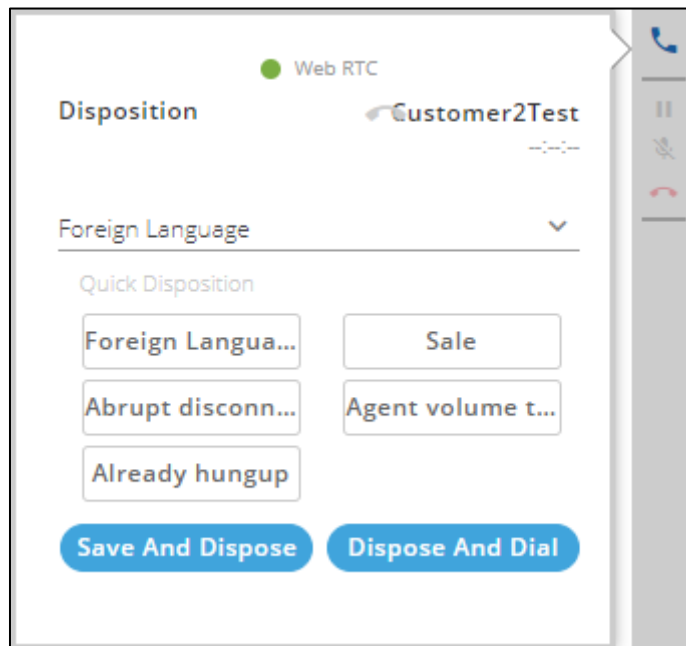 Web RTC
Disposition
Customer2Test
--:--:--
Foreign Language
Quick Disposition
Foreign Langua...
Sale
Abrupt disconn...
Agent volume t...
Already hungup
Save And Dispose
Dispose And Dial